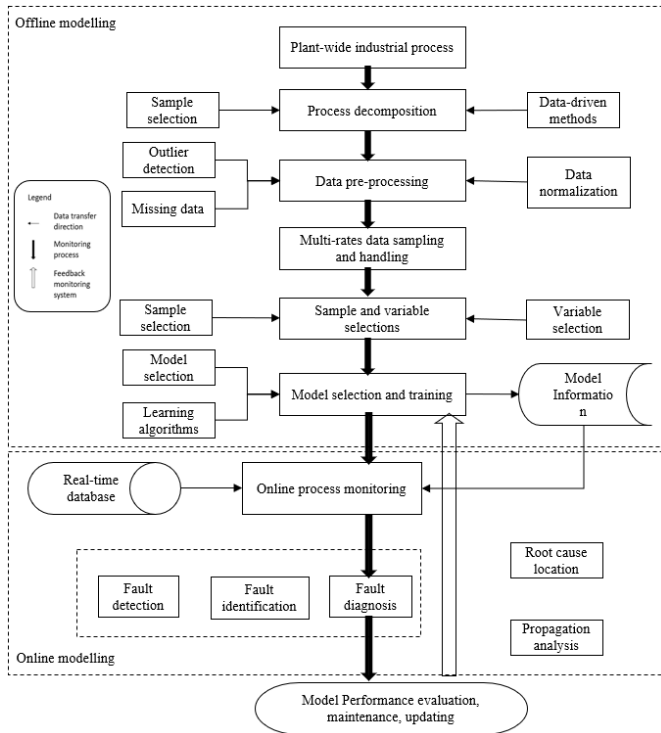 Offline modelling
Plant-wide industrial process
Sample
selection
Process decomposition
Data-driven
methods
Outlier
detection
Missing data
Data pre-processing
Data
normalization
Legend
Data transfer
direction
Monitoring
process
Feedback
monitoring
system
Multi-rates data sampling
and handling
Sample
selection
Sample and variable
selections
Variable
selection
Model
selection
Learning
algorithms
Model selection and training
Model
Informatio
n
Real-time
database
Online process monitoring
Root cause
location
Fault
detection
Fault
identification
Fault
diagnosis
Propagation
analysis
Online modelling
Model Performance evaluation,
maintenance, updating